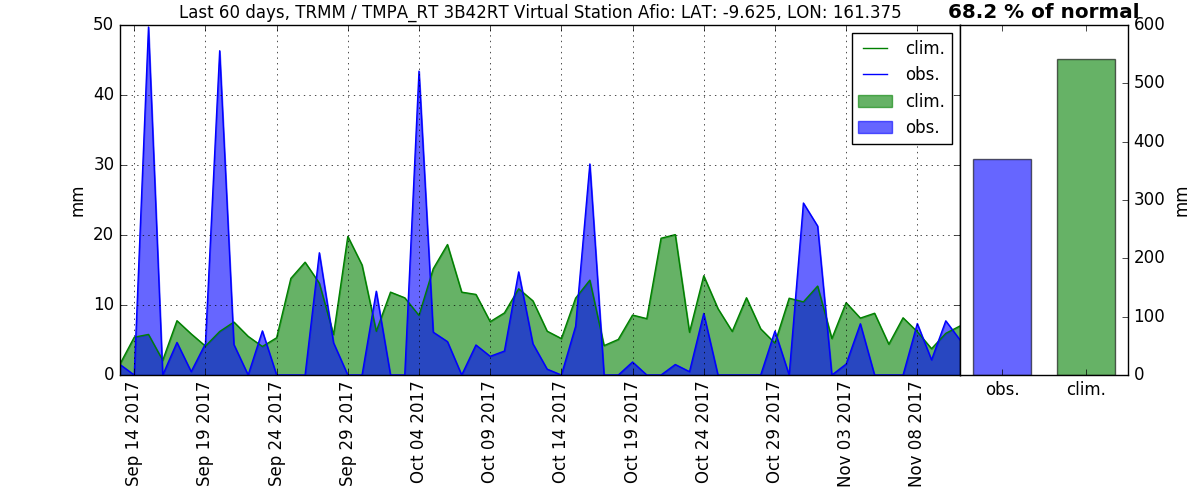 Last 60 days, TRMM / TMPA_RT 3B42RT Virtual Station Afio: LAT: -9.625, LON: 161.375
68.2 % of normal
50
40
30
20
10
0
mm
clim.
obs.
clim.
obs.
600
500
400
300
200
100
0
mm
obs.
clim.
Sep 14 2017
Sep 19 2017
Sep 24 2017
Sep 29 2017
Oct 04 2017
Oct 09 2017
Oct 14 2017
Oct 19 2017
Oct 24 2017
Oct 29 2017
Nov 03 2017
Nov 08 2017